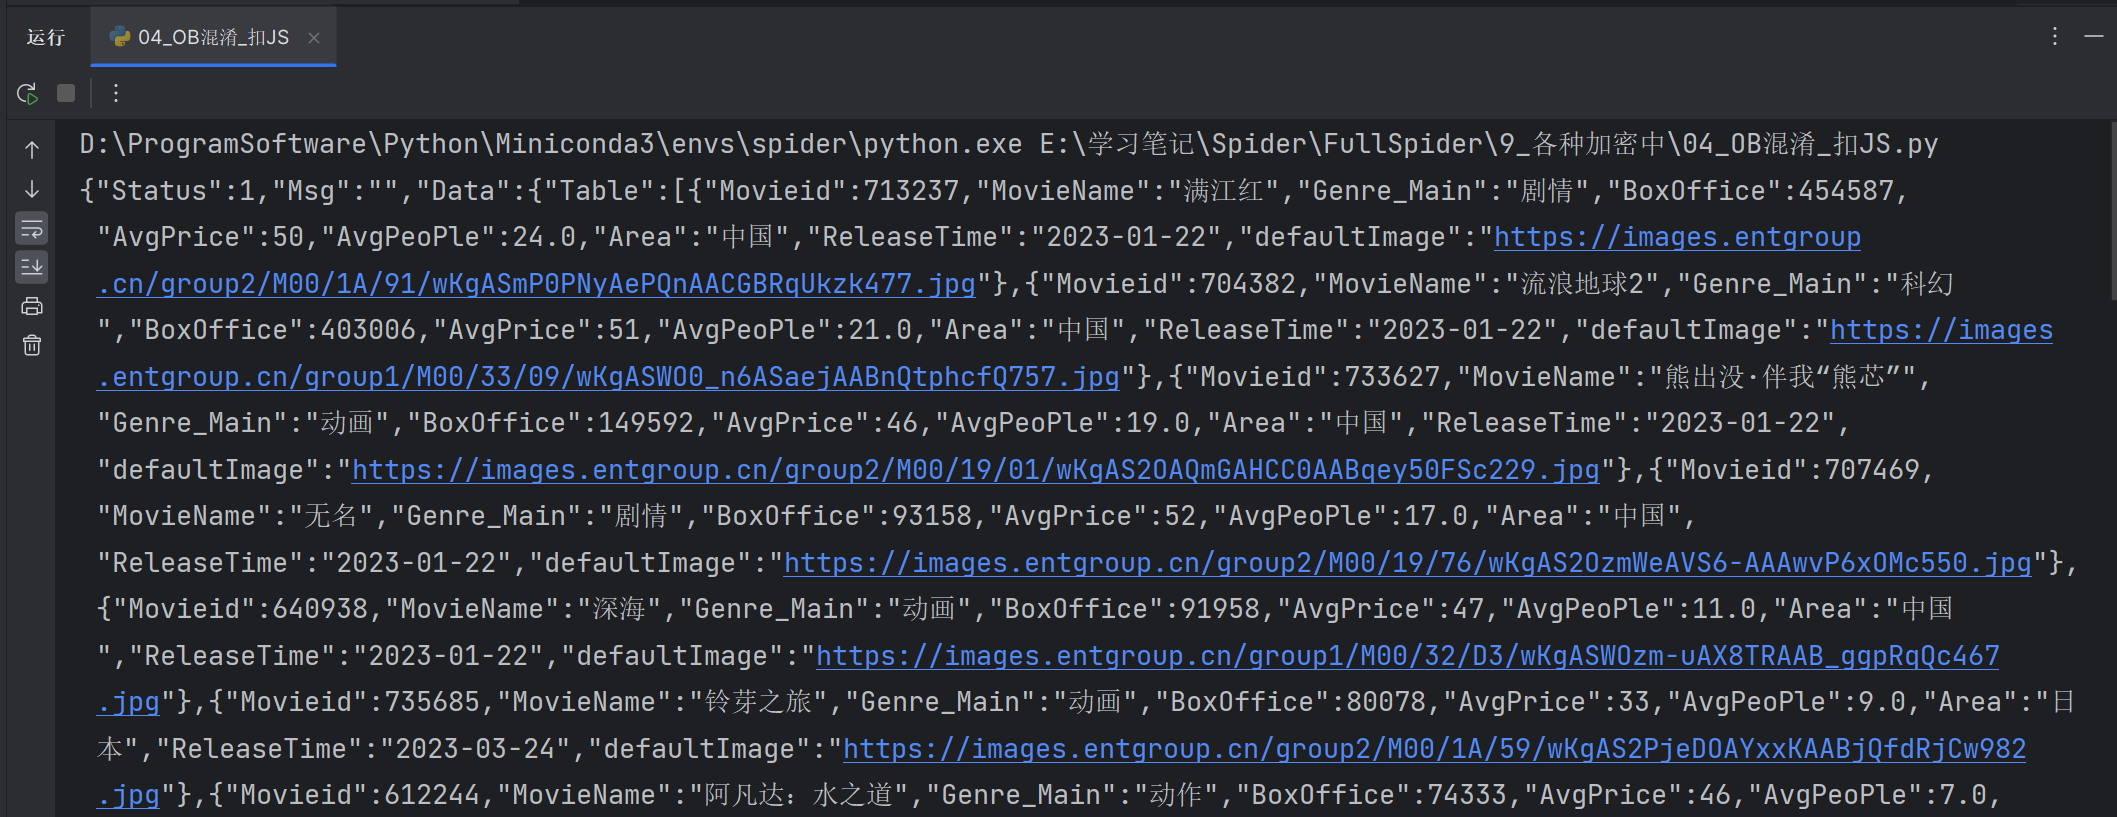 运行
04_OB混淆_扣JS
D:\ProgramSoftware\Python\Miniconda3\envs\spider\python.exe E:\学习笔记\Spider\FullSpider\9_各种加密中\04_OB混淆_扣JS.py
{"Status":1,"Msg":"","Data":{"Table":[{"Movieid":713237,"MovieName":"满江红","Genre_Main":"剧情","BoxOffice":454587,
"AvgPrice":50,"AvgPeoPle":24.0,"Area":"中国","ReleaseTime":"2023-01-22","defaultImage":"https://images.entgroup
.cn/group2/M00/1A/91/wKgASmP0PNyAePQnAACGBRqUkzk477.jpg"},{"Movieid":704382,"MovieName":"流浪地球2","Genre_Main":"科幻
","BoxOffice":403006,"AvgPrice":51,"AvgPeoPle":21.0,"Area":"中国","ReleaseTime":"2023-01-22","defaultImage":"https://images
.entgroup.cn/group1/M00/33/09/wKgASWO0_n6ASaejAABnQtphcfQ757.jpg"},{"Movieid":733627,"MovieName":"熊出没·伴我“熊芯”",
"Genre_Main":"动画","BoxOffice":149592,"AvgPrice":46,"AvgPeoPle":19.0,"Area":"中国","ReleaseTime":"2023-01-22",
"defaultImage":"https://images.entgroup.cn/group2/M00/19/01/wKgAS2OAQmGAHCC0AABqey50FSc229.jpg"},{"Movieid":707469,
"MovieName":"无名","Genre_Main":"剧情","BoxOffice":93158,"AvgPrice":52,"AvgPeoPle":17.0,"Area":"中国",
"ReleaseTime":"2023-01-22","defaultImage":"https://images.entgroup.cn/group2/M00/19/76/wKgAS2OzmWeAVS6-AAAwvP6xOMc550.jpg"},
{"Movieid":640938,"MovieName":"深海","Genre_Main":"动画","BoxOffice":91958,"AvgPrice":47,"AvgPeoPle":11.0,"Area":"中国
","ReleaseTime":"2023-01-22","defaultImage":"https://images.entgroup.cn/group1/M00/32/D3/wKgASWOzm-uAX8TRAAB_ggpRqQc467
.jpg"},{"Movieid":735685,"MovieName":"铃芽之旅","Genre_Main":"动画","BoxOffice":80078,"AvgPrice":33,"AvgPeoPle":9.0,"Area":"日
本","ReleaseTime":"2023-03-24","defaultImage":"https://images.entgroup.cn/group2/M00/1A/59/wKgAS2PjeDOAYxxKAABjQfdRjCw982
.jpg"},{"Movieid":612244,"MovieName":"阿凡达：水之道","Genre_Main":"动作","BoxOffice":74333,"AvgPrice":46,"AvgPeoPle":7.0,